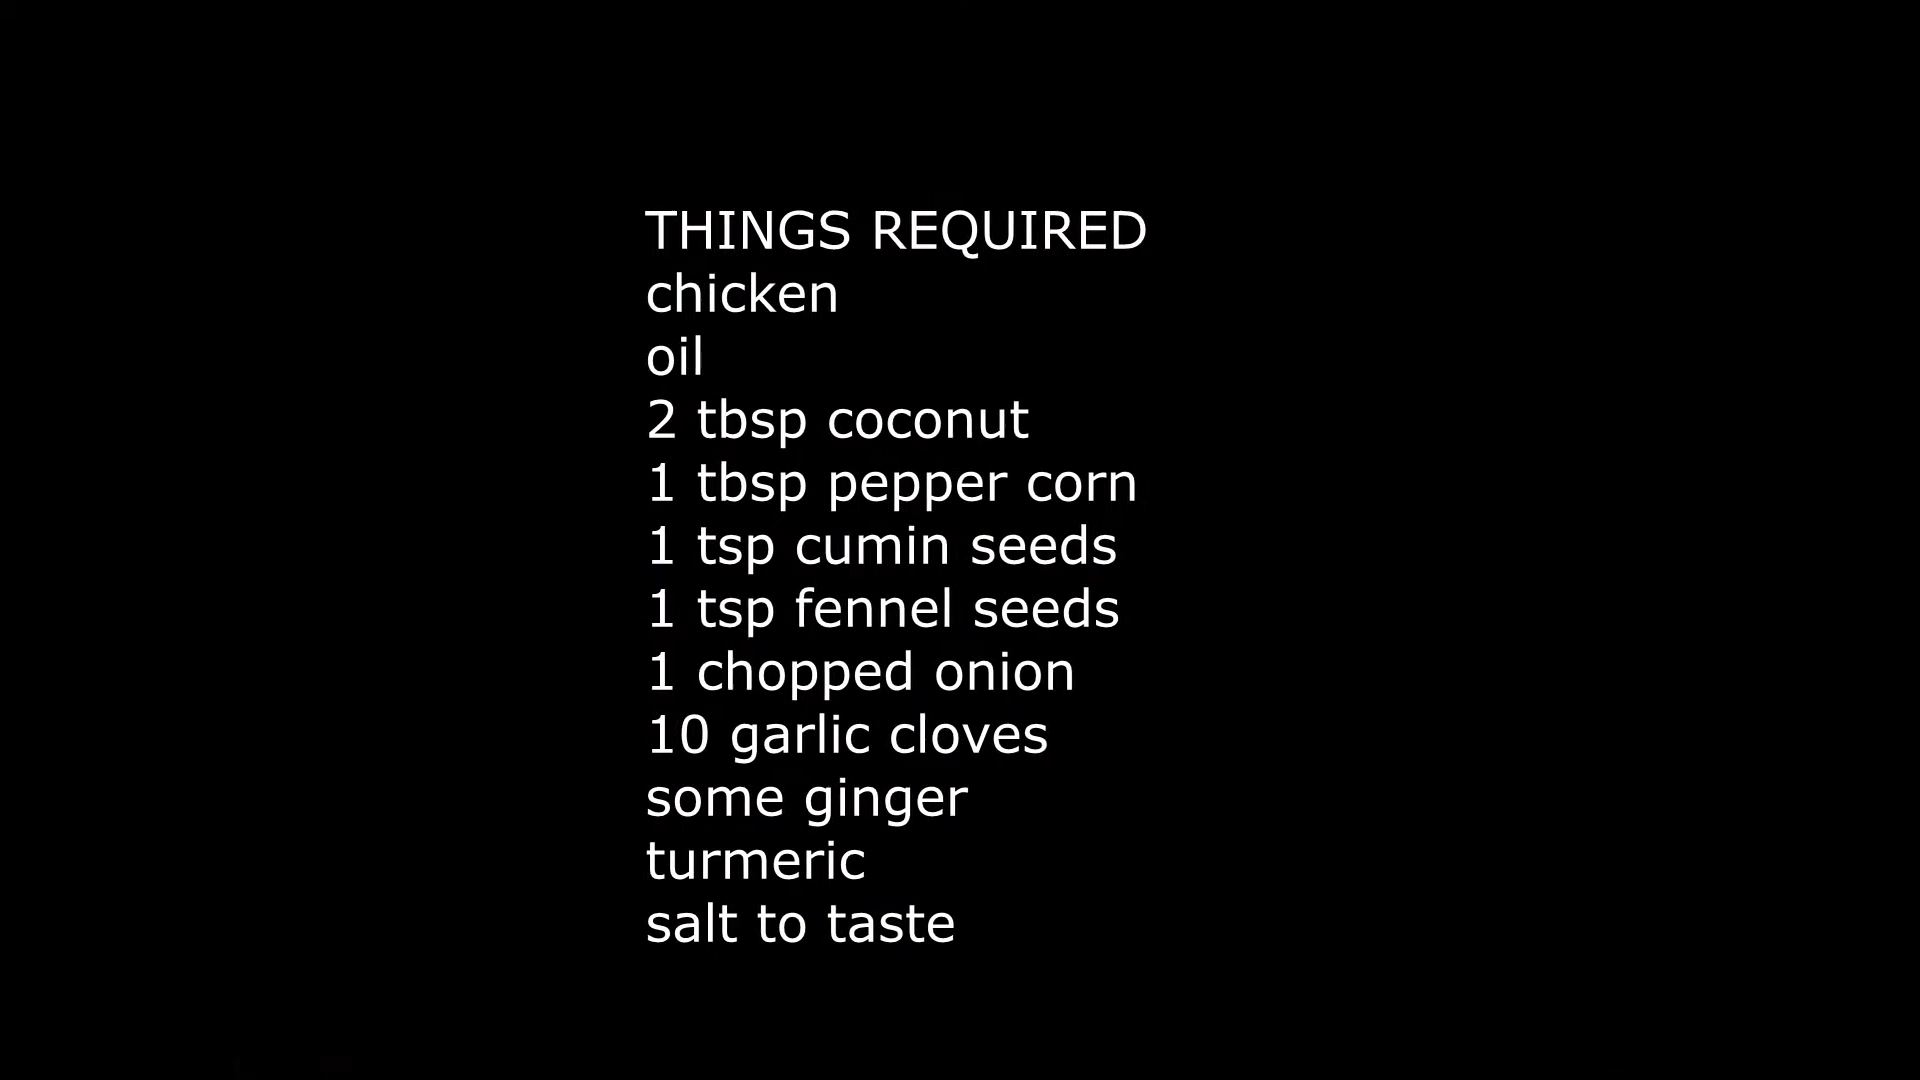 THINGS REQUIRED
chicken
oil
2 tbsp coconut
1 tbsp pepper corn
1 tsp cumin seeds
1 tsp fennel seeds
1 chopped onion
10 garlic cloves
some ginger
turmeric
salt to taste